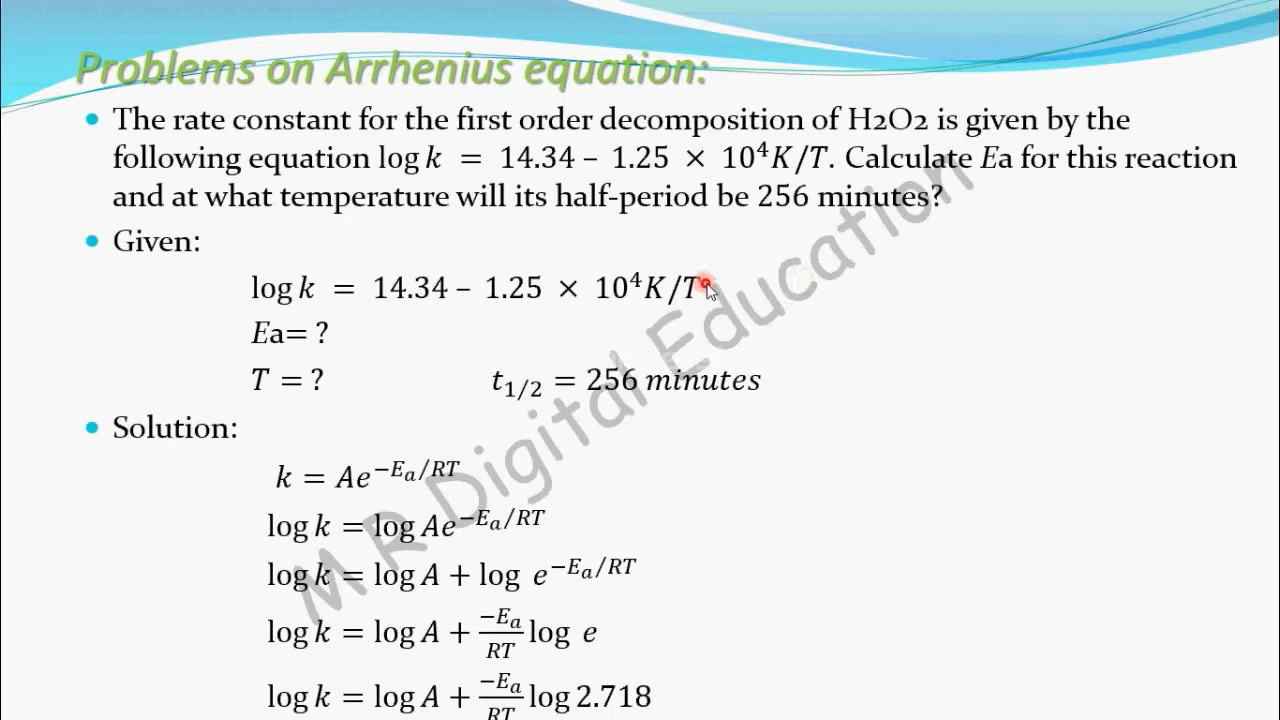 Problems on Arrhenius equation:
• The rate constant for the first order decomposition of H2O2 is given by the
following equation log k = 14.34 – 1.25 × 10⁴K/T. Calculate Ea for this reaction
and at what temperature will its half-period be 256 minutes?
• Given:
log k = 14.34 – 1.25 × 10⁴K/T
Ea= ?
T = ? t₁/₂ = 256 minutes
• Solution:
k = Ae^−Eₐ/RT
log k = log Ae^−Eₐ/RT
log k = log A + log e^−Eₐ/RT
log k = log A + −Eₐ/RT log e
log k = log A + −Eₐ/RT log 2.718
M R Digital Education